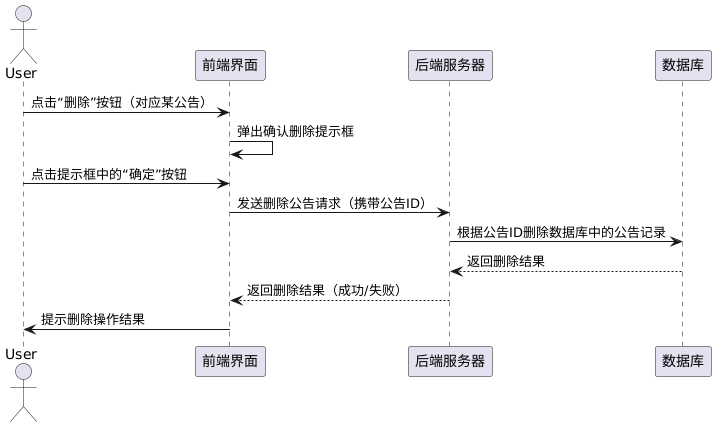 User
前端界面
后端服务器
数据库
点击“删除”按钮（对应某公告）
弹出确认删除提示框
点击提示框中的“确定”按钮
发送删除公告请求（携带公告ID）
根据公告ID删除数据库中的公告记录
返回删除结果
返回删除结果（成功/失败）
提示删除操作结果
User
前端界面
后端服务器
数据库